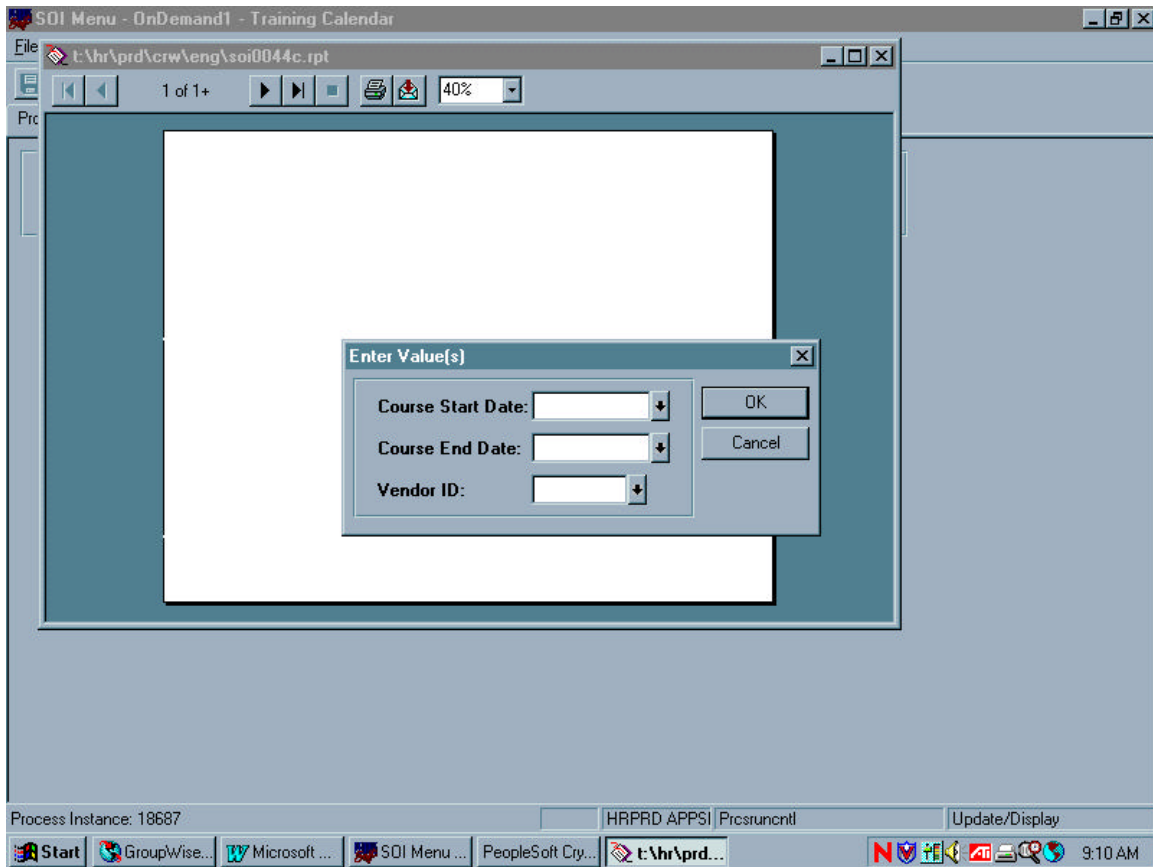 SOI Menu - OnDemand1 - Training Calendar
File
t:\hr\prd\crw\eng\soi0044c.rpt
1 of 1+
40%
Prc
Enter Value(s)
Course Start Date:
OK
Course End Date:
Cancel
Vendor ID:
Process Instance: 18687
HRPRD APPSI
Prcsruncntl
Update/Display
Start
GroupWise...
Microsoft ...
SOI Menu ...
PeopleSoft Cry...
t:\hr\prd...
N
ATI
9:10 AM